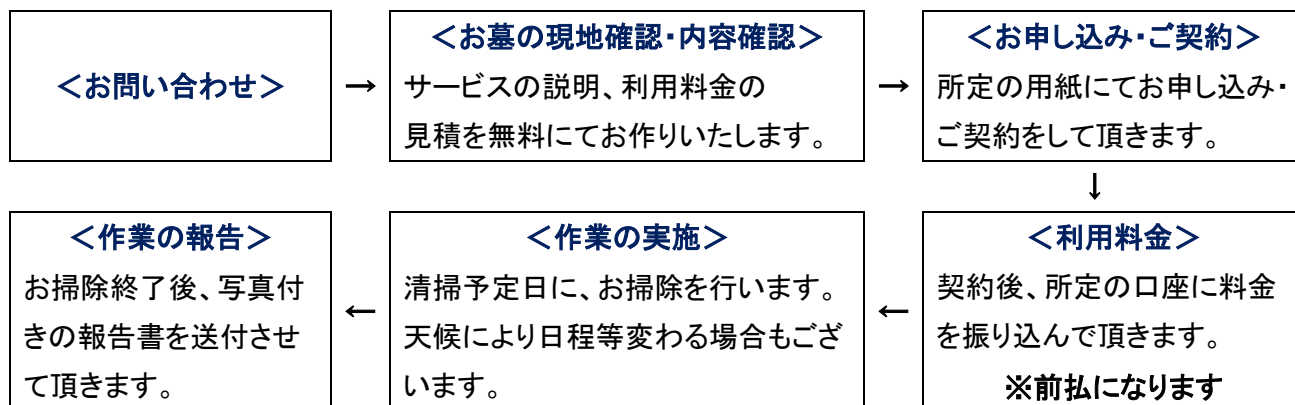 ＜お問い合わせ＞
→
＜お墓の現地確認・内容確認＞
サービスの説明、利用料金の
見積を無料にてお作りいたします。
→
＜お申し込み・ご契約＞
所定の用紙にてお申し込み・
ご契約をして頂きます。
↓
＜利用料金＞
契約後、所定の口座に料金
を振り込んで頂きます。
※前払になります
←
＜作業の実施＞
清掃予定日に、お掃除を行います。
天候により日程等変わる場合もござ
います。
←
＜作業の報告＞
お掃除終了後、写真付
きの報告書を送付させ
て頂きます。